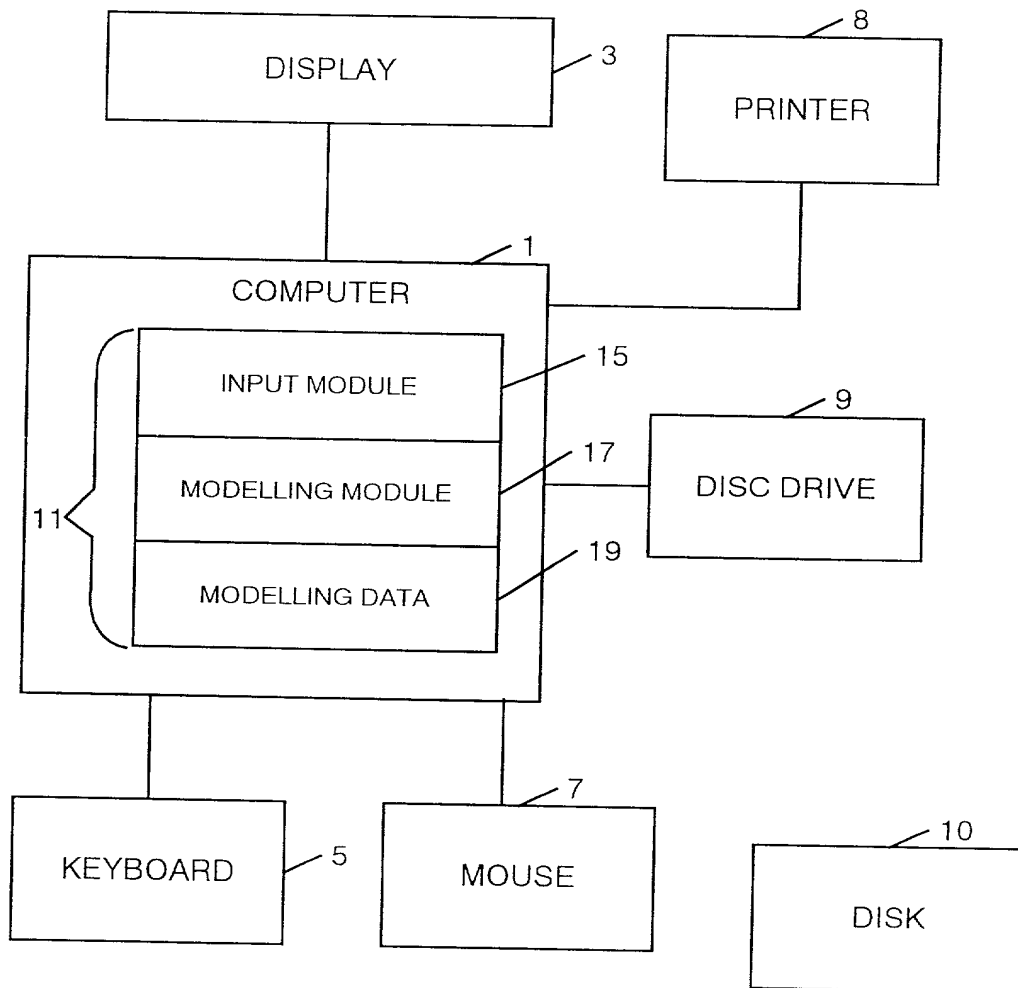 8
DISPLAY
3
PRINTER
1
COMPUTER
15
INPUT MODULE
9
17
MODELLING MODULE
DISC DRIVE
11
19
MODELLING DATA
7
10
KEYBOARD
5
MOUSE
DISK